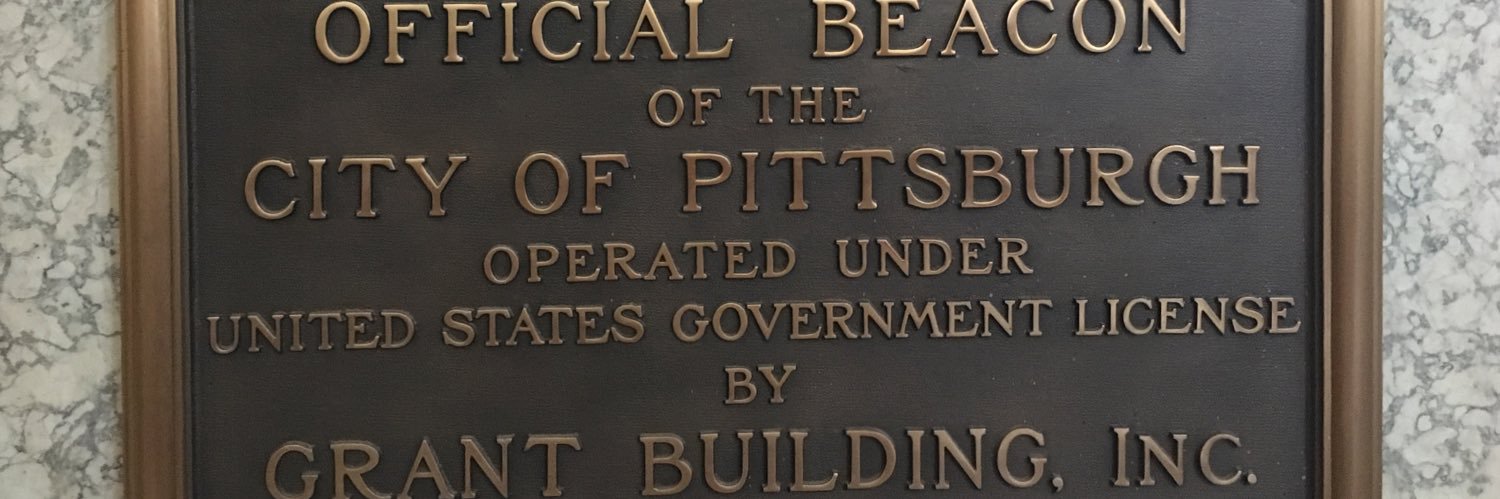 OFFICIAL BEACON
OF THE
CITY OF PITTSBURGH
OPERATED UNDER
UNITED STATES GOVERNMENT LICENSE
BY
GRANT BUILDING, INC.